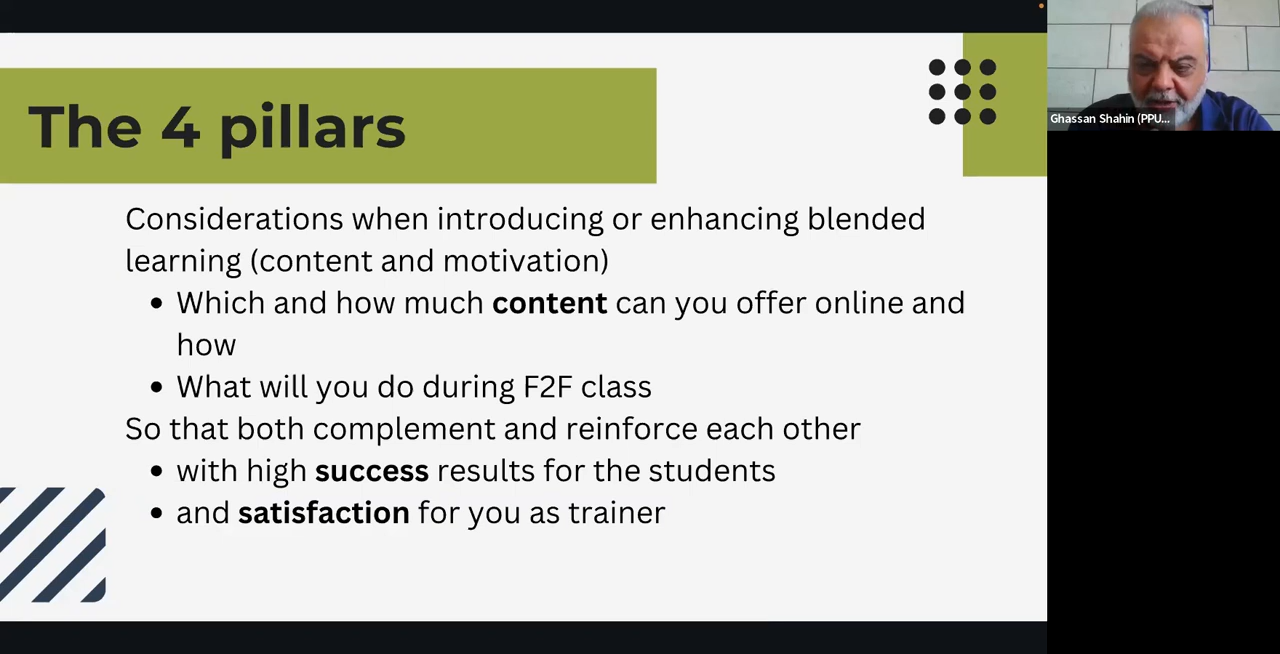 The 4 pillars
Considerations when introducing or enhancing blended
learning (content and motivation)
• Which and how much content can you offer online and
how
• What will you do during F2F class
So that both complement and reinforce each other
• with high success results for the students
• and satisfaction for you as trainer
Ghassan Shahin (PPU...